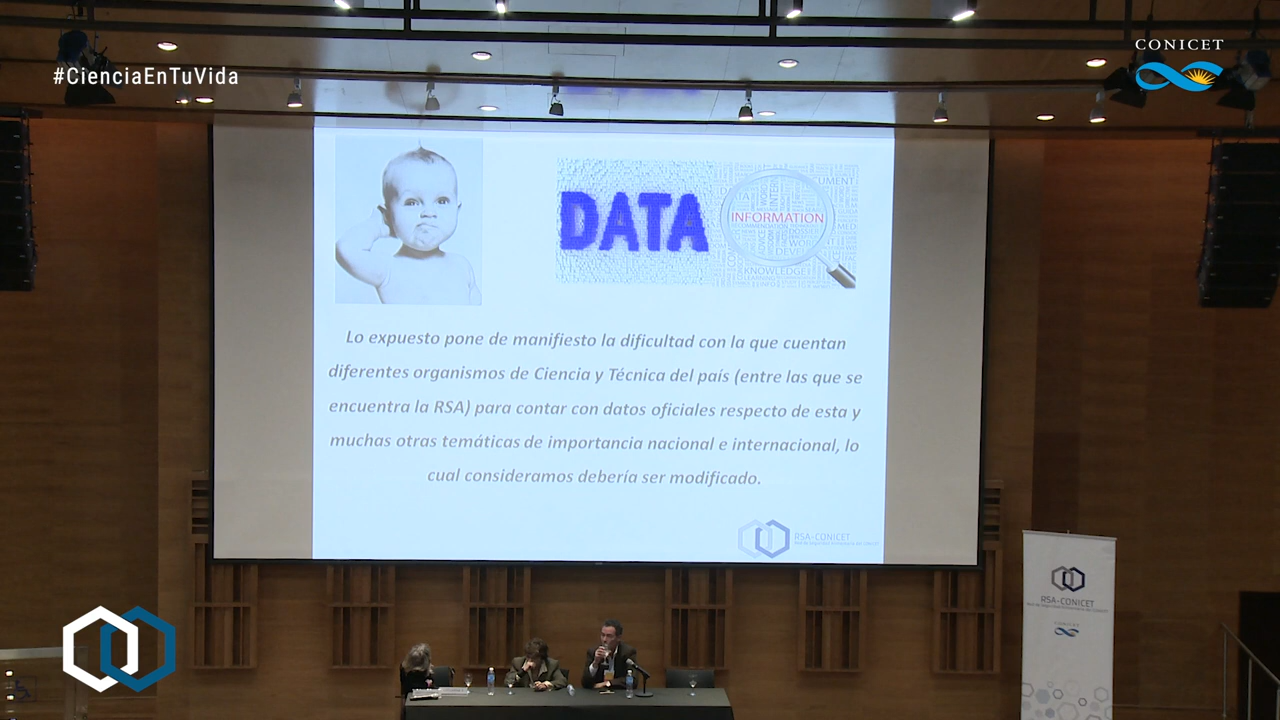 #CienciaEnTuVida
CONICET
DATA
INFORMATION
KNOWLEDGE
Lo expuesto pone de manifiesto la dificultad con la que cuentan
diferentes organismos de Ciencia y Técnica del país (entre las que se
encuentra la RSA) para contar con datos oficiales respecto de esta y
muchas otras temáticas de importancia nacional e internacional, lo
cual consideramos debería ser modificado.
RSA-CONICET
RSA-CONICET
CONICET